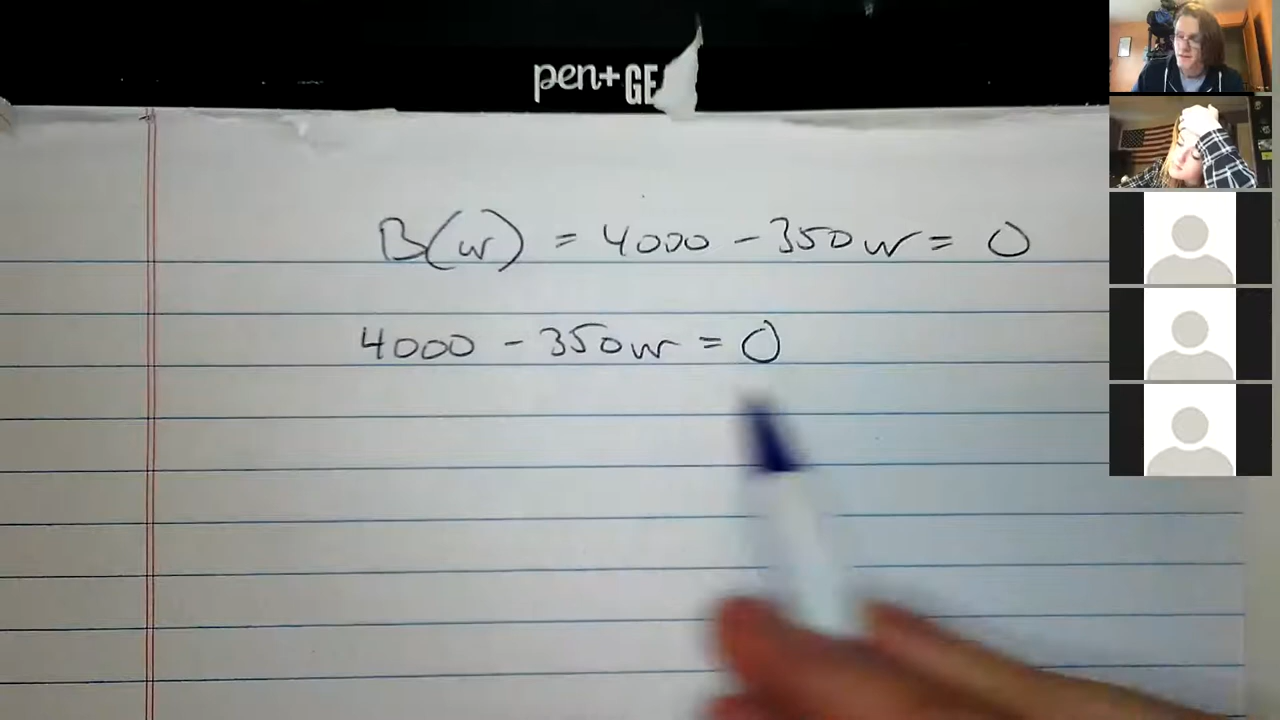 pen+GE
B(w) = 4000 - 350w = 0
4000 - 350w = 0